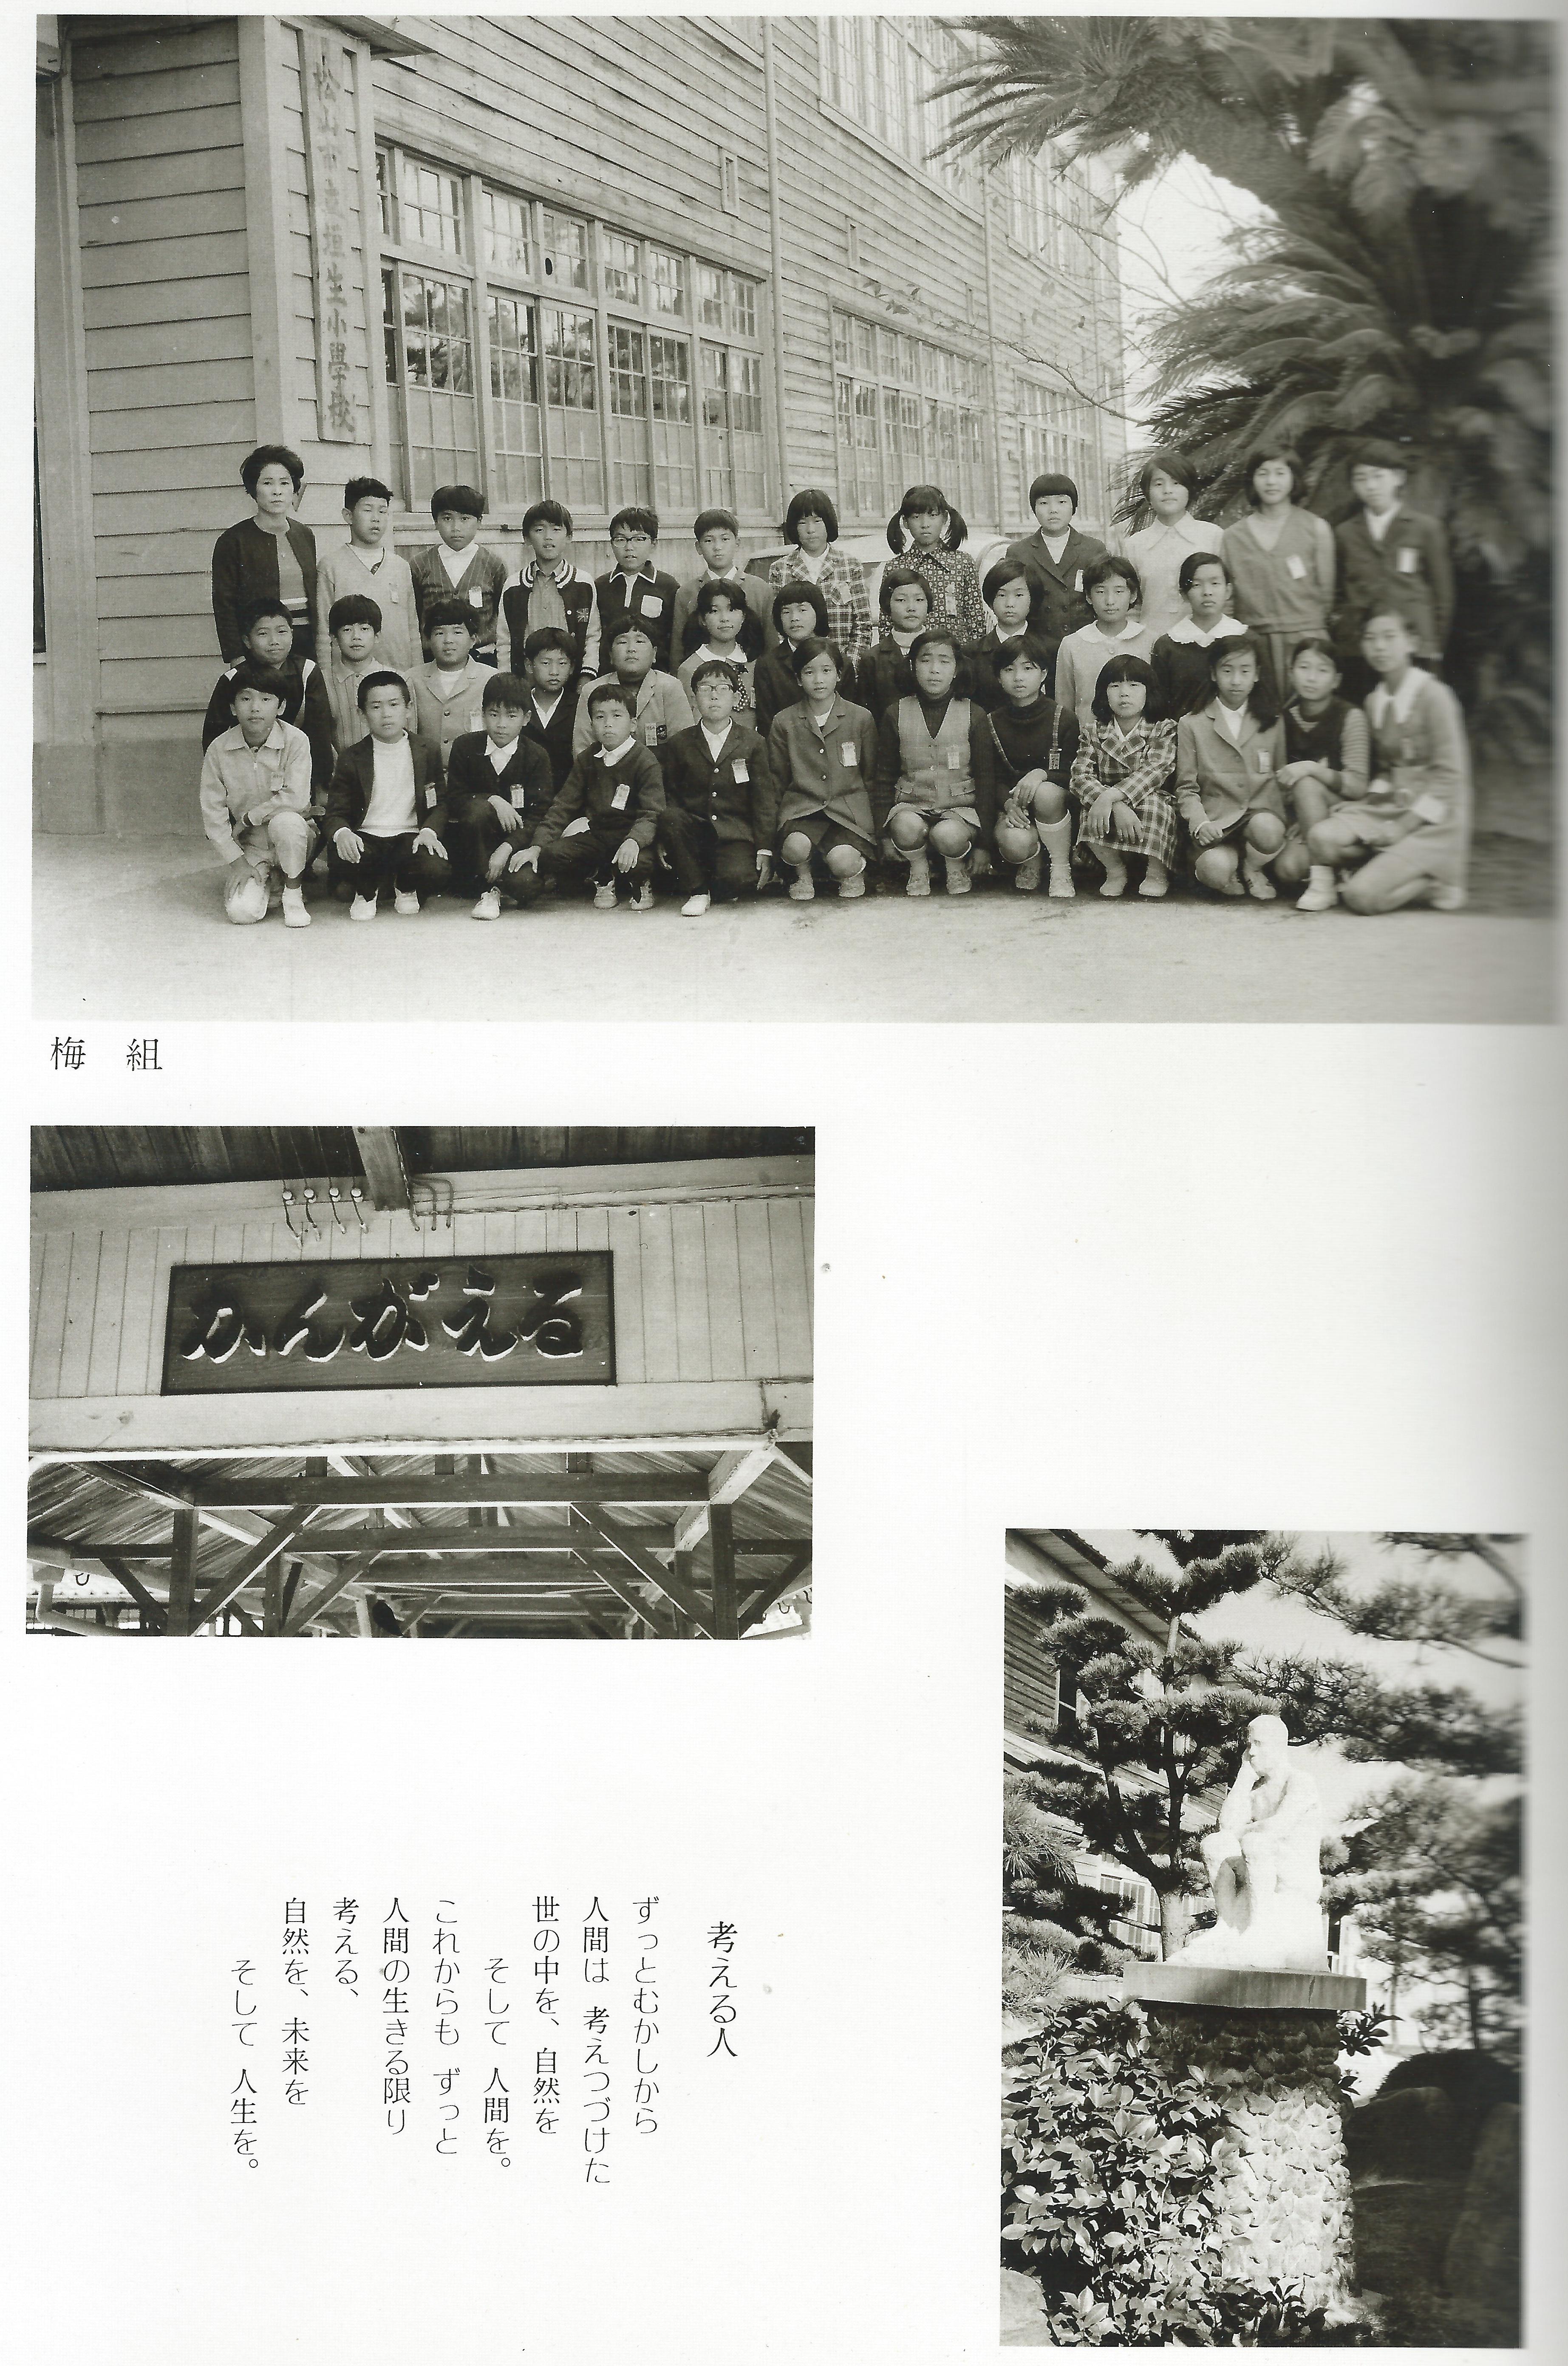 松山市立垣生小學校
梅 組
かんがえる
考える人
ずっとむかしから
人間は 考えつづけた
世の中を、自然を
そして 人間を。
これからも ずっと
人間の生きる限り
考える、
自然を、未来を
そして 人生を。